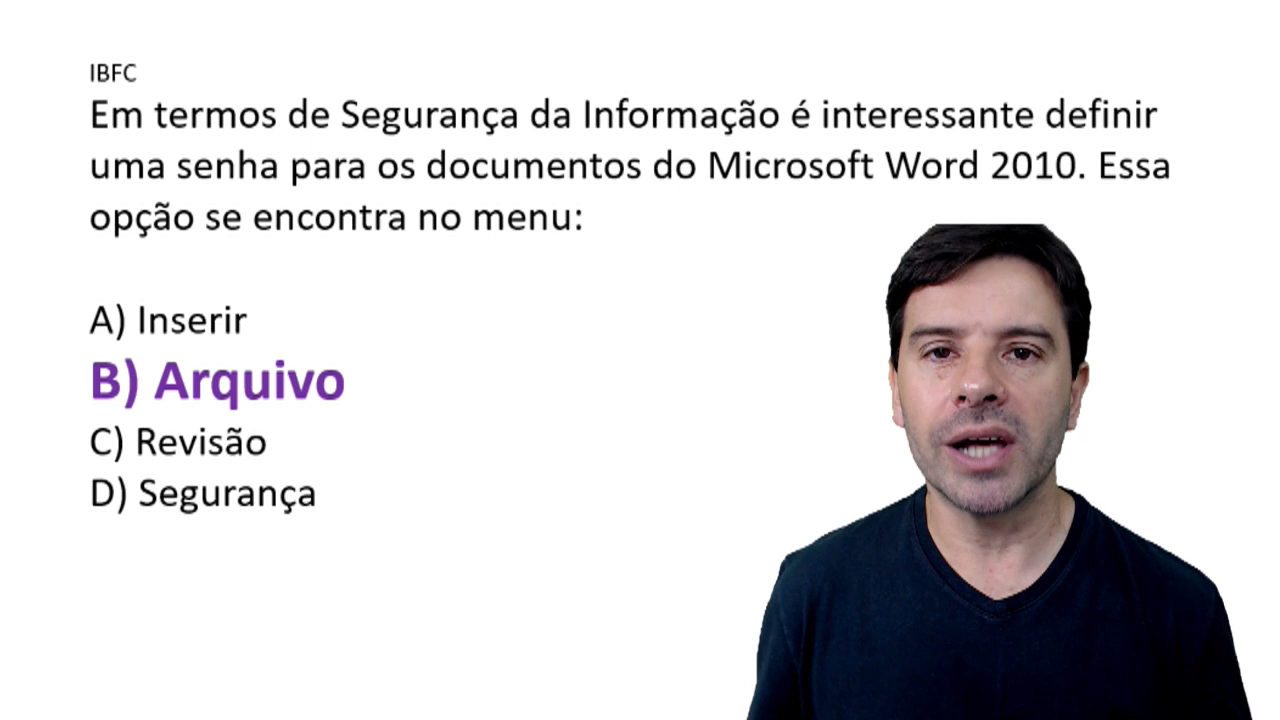 IBFC
Em termos de Segurança da Informação é interessante definir
uma senha para os documentos do Microsoft Word 2010. Essa
opção se encontra no menu:
A) Inserir
B) Arquivo
C) Revisão
D) Segurança